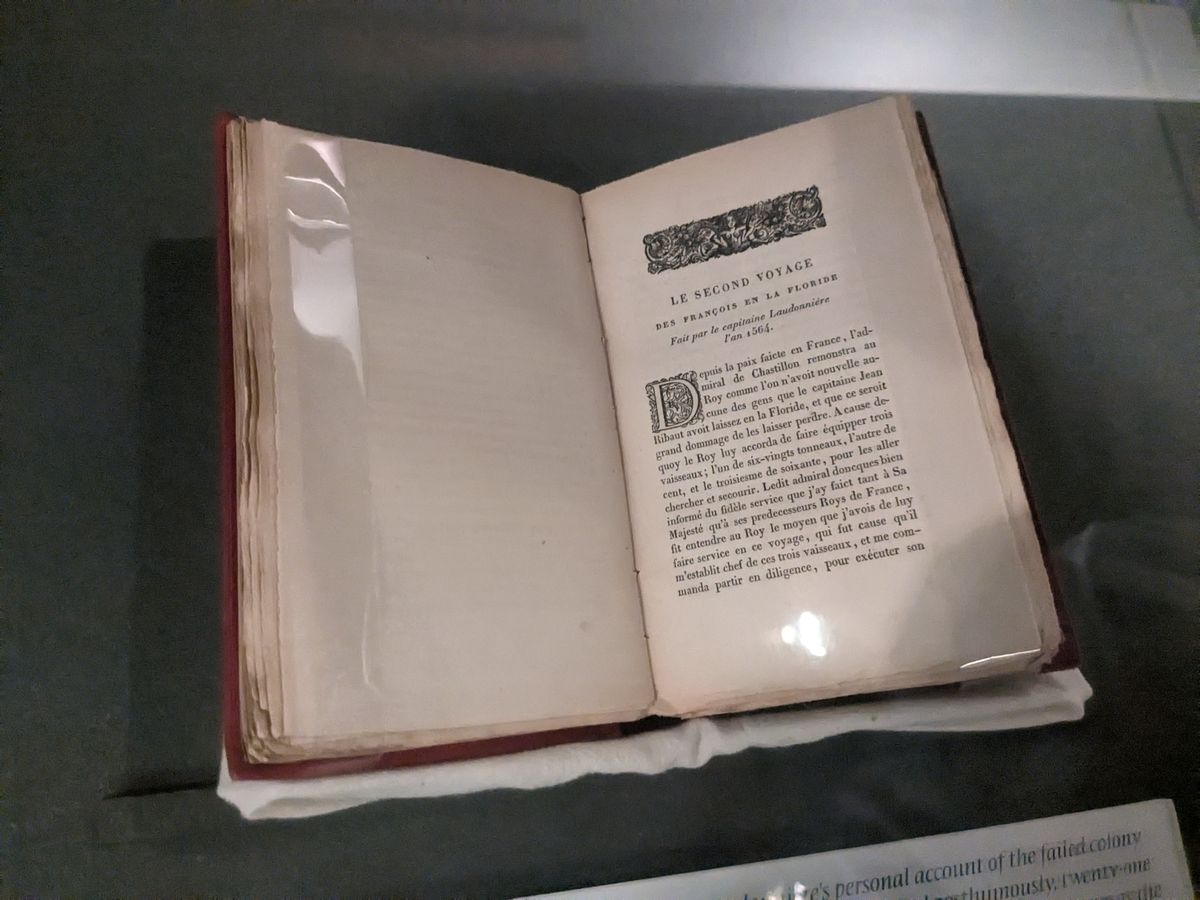 LE SECOND VOYAGE
DES FRANÇOIS EN LA FLORIDE
Fait par le capitaine Laudonnière
l'an 1564.
Depuis la paix faicte en France, l'ad-
miral de Chastillon remonstra au
Roy comme l'on n'avoit nouvelle au-
cune des gens que le capitaine Jean
Ribaut avoit laissez en la Floride, et que ce seroit
grand dommage de les laisser perdre. A cause de-
quoy le Roy luy accorda de faire équipper trois
vaisseaux; l'un de six-vingts tonneaux, l'autre de
cent, et le troisiesme de soixante, pour les aller
chercher et secourir. Ledit admiral doncques bien
informé du fidèle service que j'ay faict tant à Sa
Majesté qu'à ses predecesseurs Roys de France,
fit entendre au Roy le moyen que j'avois de luy
faire service en ce voyage, qui fut cause qu'il
m'establit chef de ces trois vaisseaux, et me com-
manda partir en diligence, pour exécuter son
personal account of the failed colony
Twenty-one
the